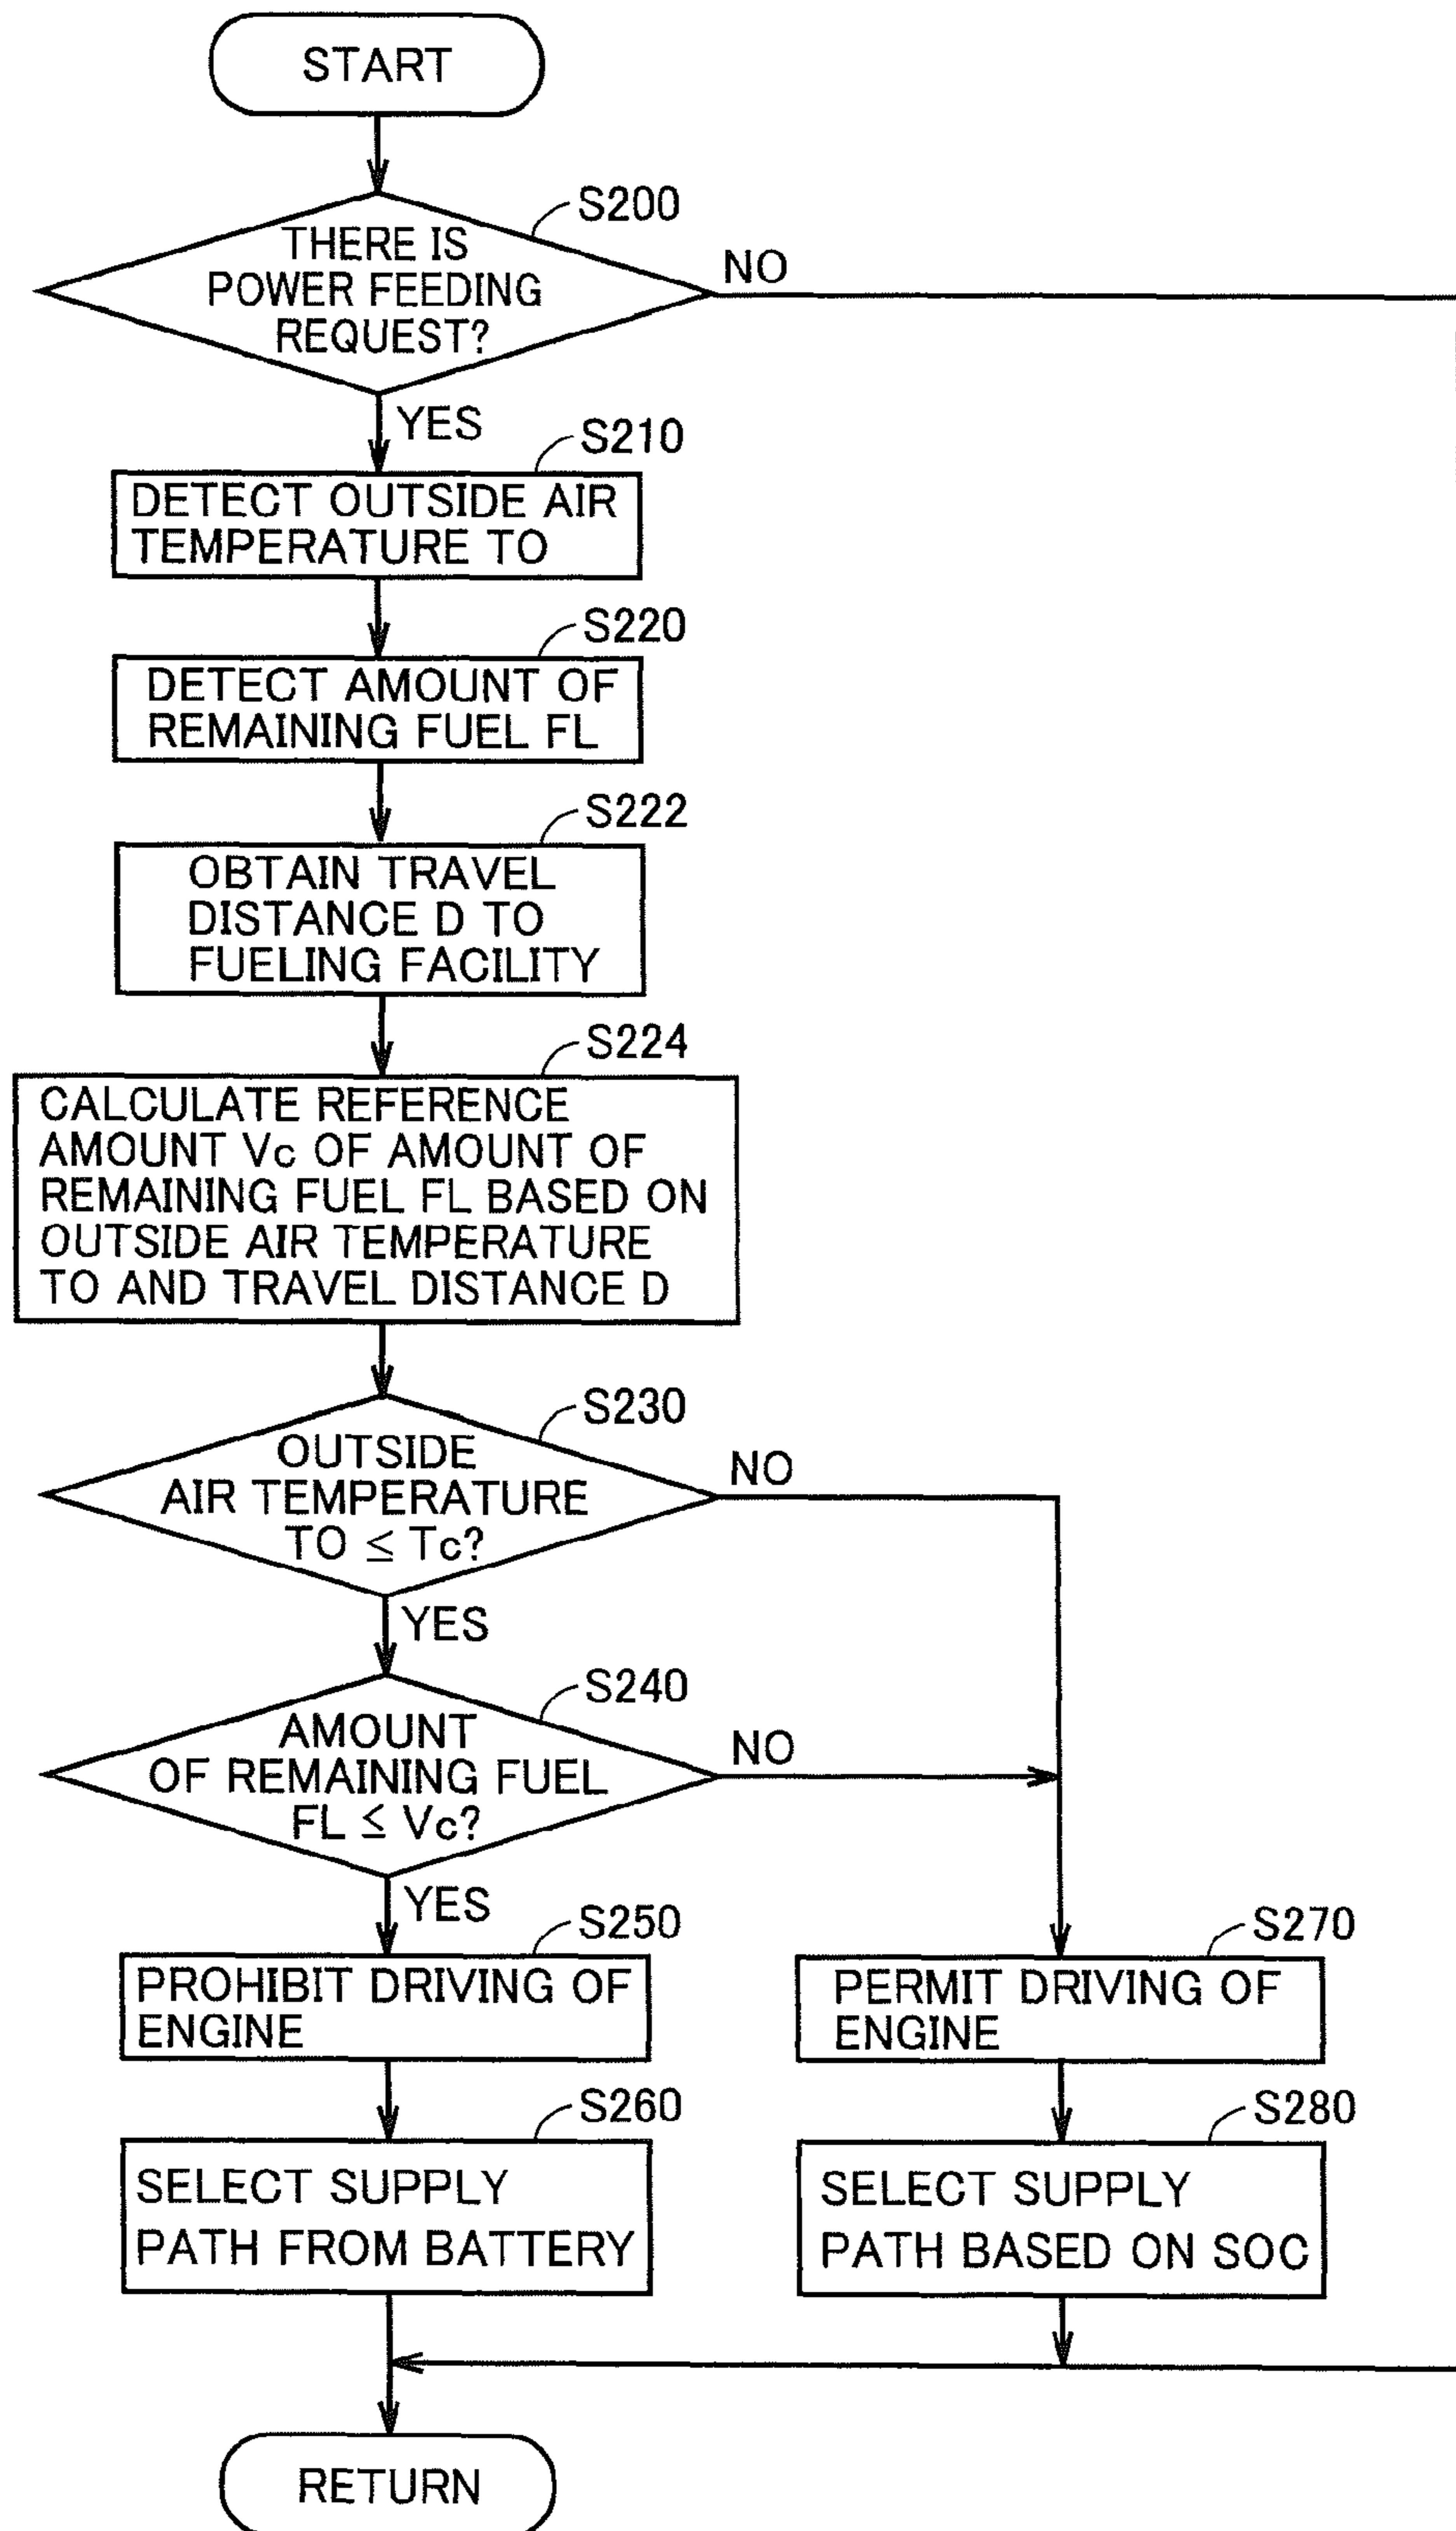 START
S200
THERE IS
POWER FEEDING
REQUEST?
NO
YES
S210
DETECT OUTSIDE AIR
TEMPERATURE TO
S220
DETECT AMOUNT OF
REMAINING FUEL FL
S222
OBTAIN TRAVEL
DISTANCE D TO
FUELING FACILITY
S224
CALCULATE REFERENCE
AMOUNT Vc OF AMOUNT OF
REMAINING FUEL FL BASED ON
OUTSIDE AIR TEMPERATURE
TO AND TRAVEL DISTANCE D
S230
OUTSIDE
AIR TEMPERATURE
TO ≤ Tc?
NO
YES
S240
AMOUNT
OF REMAINING FUEL
FL ≤ Vc?
NO
YES
S250
PROHIBIT DRIVING OF
ENGINE
S270
PERMIT DRIVING OF
ENGINE
S260
SELECT SUPPLY
PATH FROM BATTERY
S280
SELECT SUPPLY
PATH BASED ON SOC
RETURN